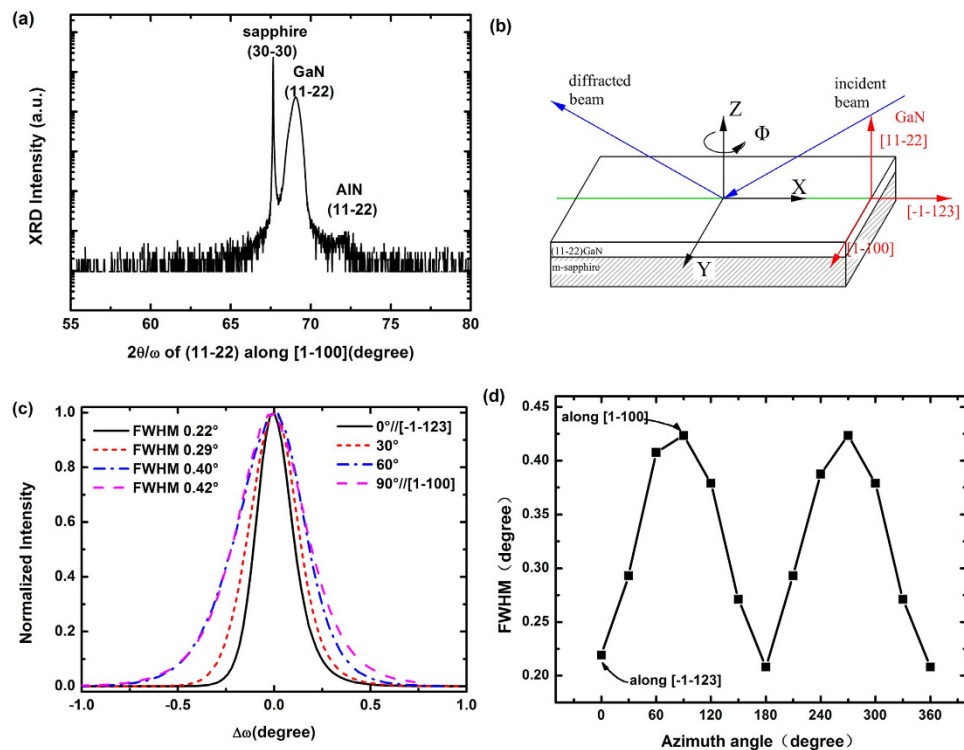 (a)
sapphire
(30-30)
GaN
(11-22)
AlN
(11-22)
XRD Intensity (a.u.)
55 60 65 70 75 80
2θ/ω of (11-22) along [1-100](degree)
(b)
diffracted
beam
incident
beam
GaN
[11-22]
Z
Φ
X
[-1-123]
[1-100]
(11-22)GaN
m-sapphire
Y
(c)
1.0
0.8
0.6
0.4
0.2
0.0
Normalized Intensity
FWHM 0.22°
FWHM 0.29°
FWHM 0.40°
FWHM 0.42°
0°//[-1-123]
30°
60°
90°//[1-100]
-1.0 -0.5 0.0 0.5 1.0
Δω(degree)
(d)
0.45
0.40
0.35
0.30
0.25
0.20
FWHM（degree）
along [1-100]
along [-1-123]
0 60 120 180 240 300 360
Azimuth angle（degree）